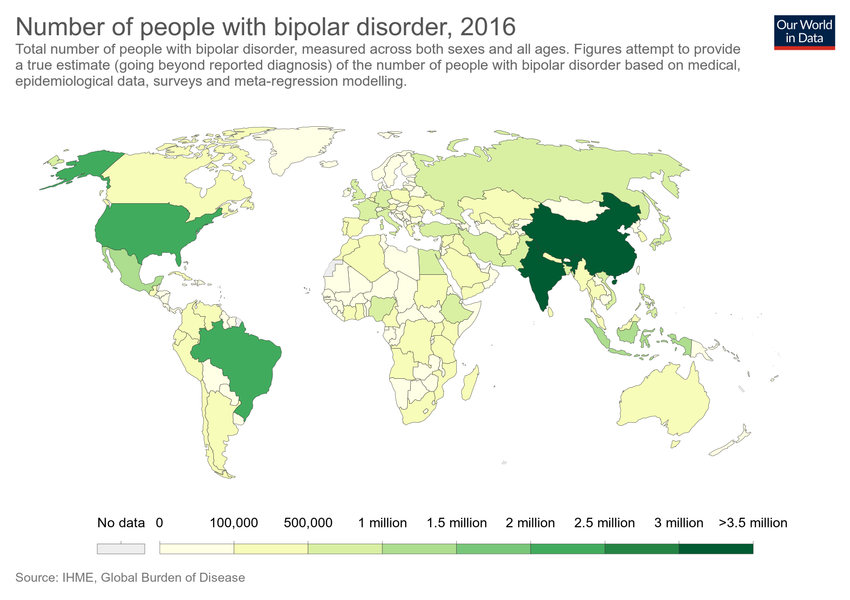 Number of people with bipolar disorder, 2016
Our World
in Data
Total number of people with bipolar disorder, measured across both sexes and all ages. Figures attempt to provide
a true estimate (going beyond reported diagnosis) of the number of people with bipolar disorder based on medical,
epidemiological data, surveys and meta-regression modelling.
No data 0 100,000 500,000 1 million 1.5 million 2 million 2.5 million 3 million >3.5 million
Source: IHME, Global Burden of Disease